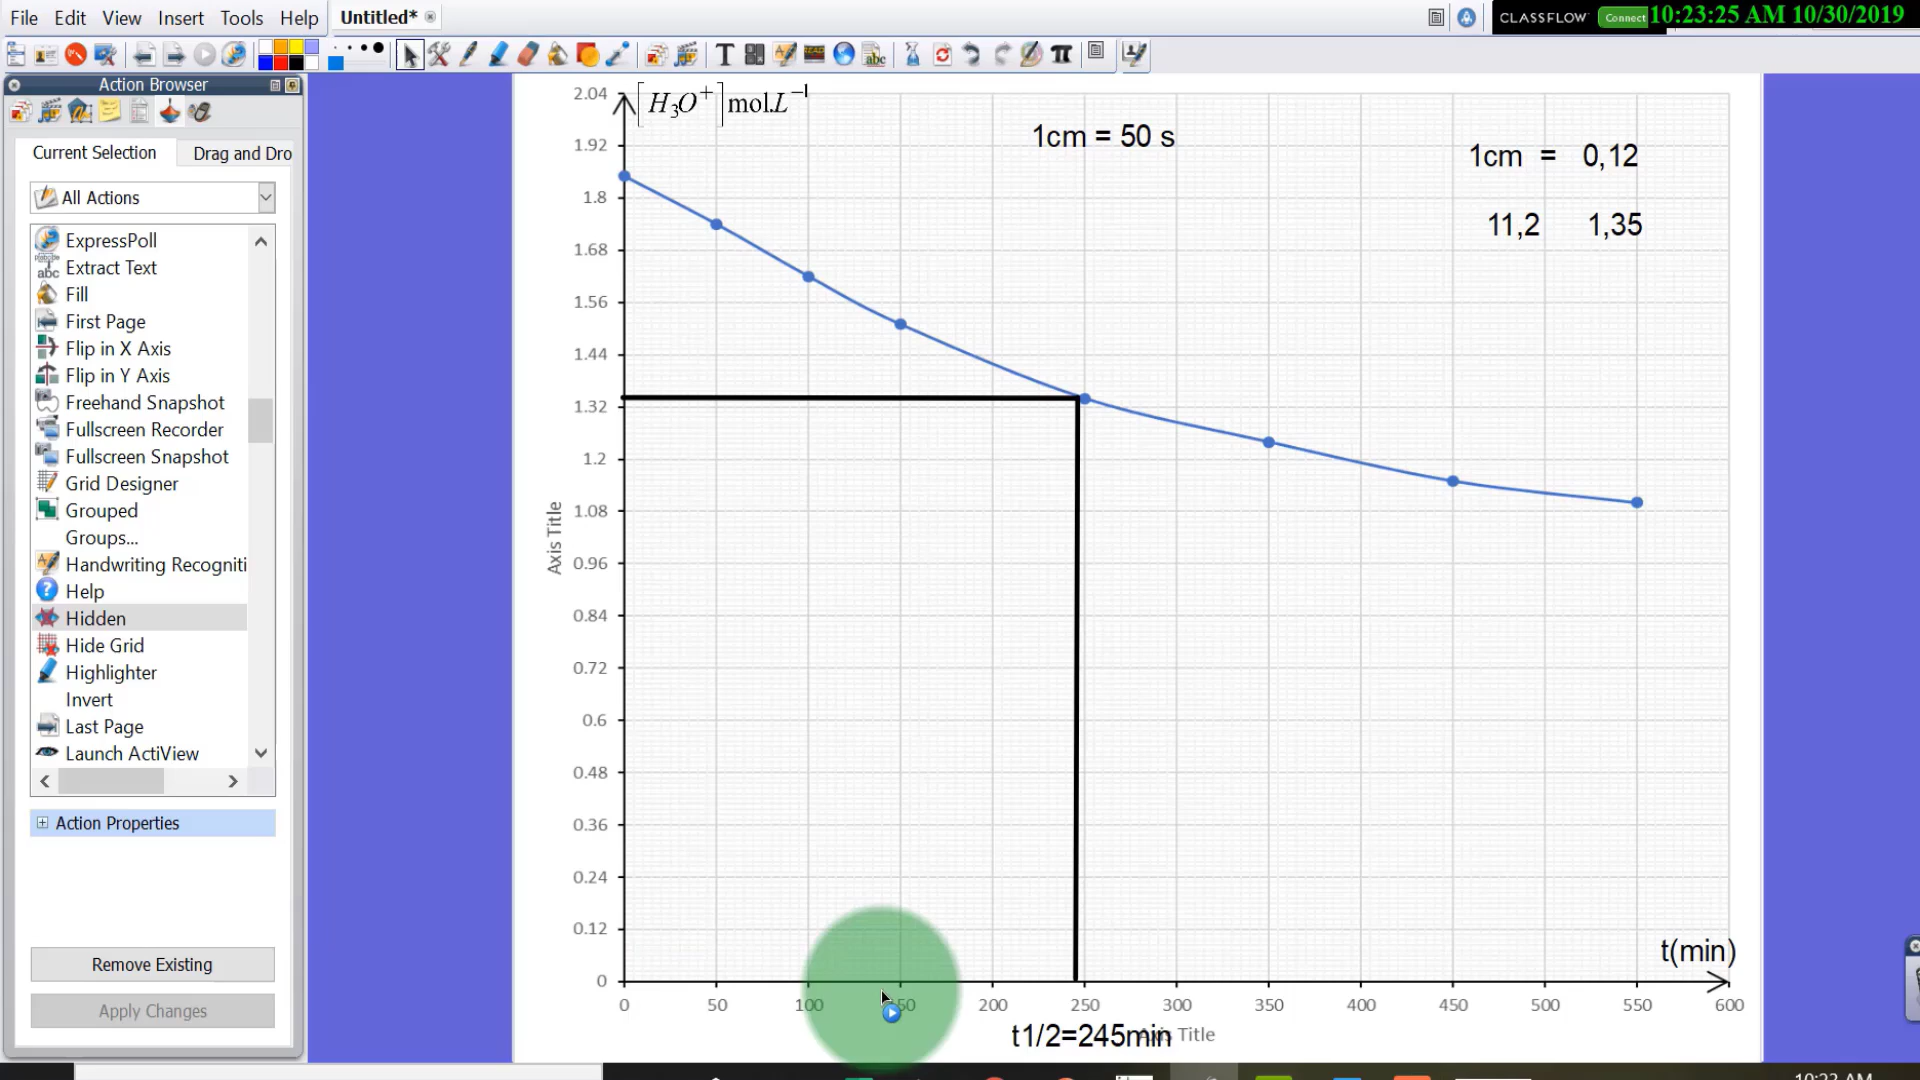 File Edit View Insert Tools Help Untitled*
CLASSFLOW Connect 10:23:25 AM 10/30/2019
Action Browser
Current Selection Drag and Dro
All Actions
ExpressPoll
Extract Text
Fill
First Page
Flip in X Axis
Flip in Y Axis
Freehand Snapshot
Fullscreen Recorder
Fullscreen Snapshot
Grid Designer
Grouped
Groups...
Handwriting Recogniti
Help
Hidden
Hide Grid
Highlighter
Invert
Last Page
Launch ActiView
Action Properties
Remove Existing
Apply Changes
[H₃O⁺]mol.L⁻¹
1cm = 50 s
1cm = 0,12
11,2 1,35
2.04
1.92
1.8
1.68
1.56
1.44
1.32
1.2
1.08
0.96
0.84
0.72
0.6
0.48
0.36
0.24
0.12
0
Axis Title
t(min)
0 50 100 150 200 250 300 350 400 450 500 550 600
t1/2=245min
Axis Title